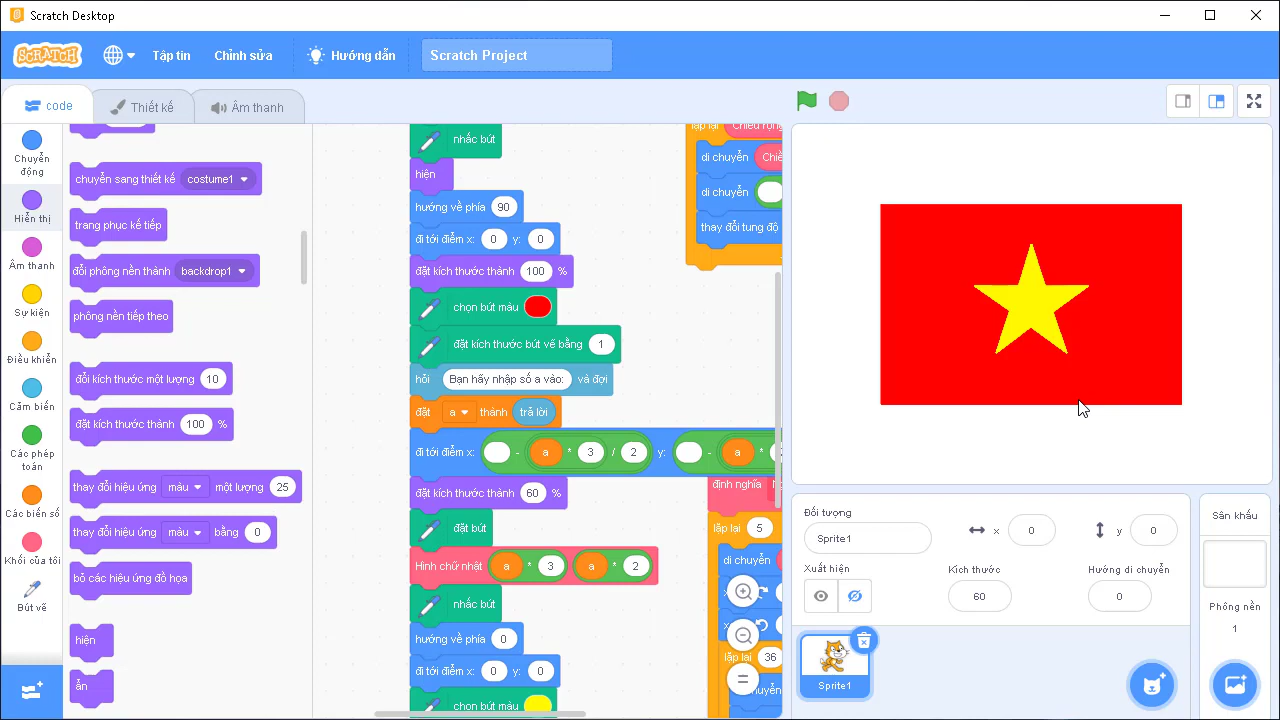 Scratch Desktop
SCRATCH
Tập tin
Chỉnh sửa
Hướng dẫn
Scratch Project
code
Thiết kế
Âm thanh
Chuyển động
Hiển thị
Âm thanh
Sự kiện
Điều khiển
Cảm biến
Các phép toán
Các biến số
Khối của tôi
Bút vẽ
chuyển sang thiết kế costume1
trang phục kế tiếp
đổi phông nền thành backdrop1
phông nền tiếp theo
đổi kích thước một lượng 10
đặt kích thước thành 100 %
thay đổi hiệu ứng màu một lượng 25
thay đổi hiệu ứng màu bằng 0
bỏ các hiệu ứng đồ họa
hiện
ẩn
nhấc bút
hiện
hướng về phía 90
đi tới điểm x: 0 y: 0
đặt kích thước thành 100 %
chọn bút màu
đặt kích thước bút vẽ bằng 1
hỏi Bạn hãy nhập số a vào: và đợi
đặt a thành trả lời
đi tới điểm x: - a * 3 / 2 y: - a *
đặt kích thước thành 60 %
đặt bút
Hình chữ nhật a * 3 a * 2
nhấc bút
hướng về phía 0
đi tới điểm x: 0 y: 0
chọn bút màu
lặp lại Chiều rộng
di chuyển
di chuyển
thay đổi tung độ
định nghĩa
lặp lại 5
di chuyển
lặp lại 36
Đối tượng
Sprite1
x 0
y 0
Xuất hiện
Kích thước
60
Hướng di chuyển
0
Sprite1
Sân khấu
Phông nền
1